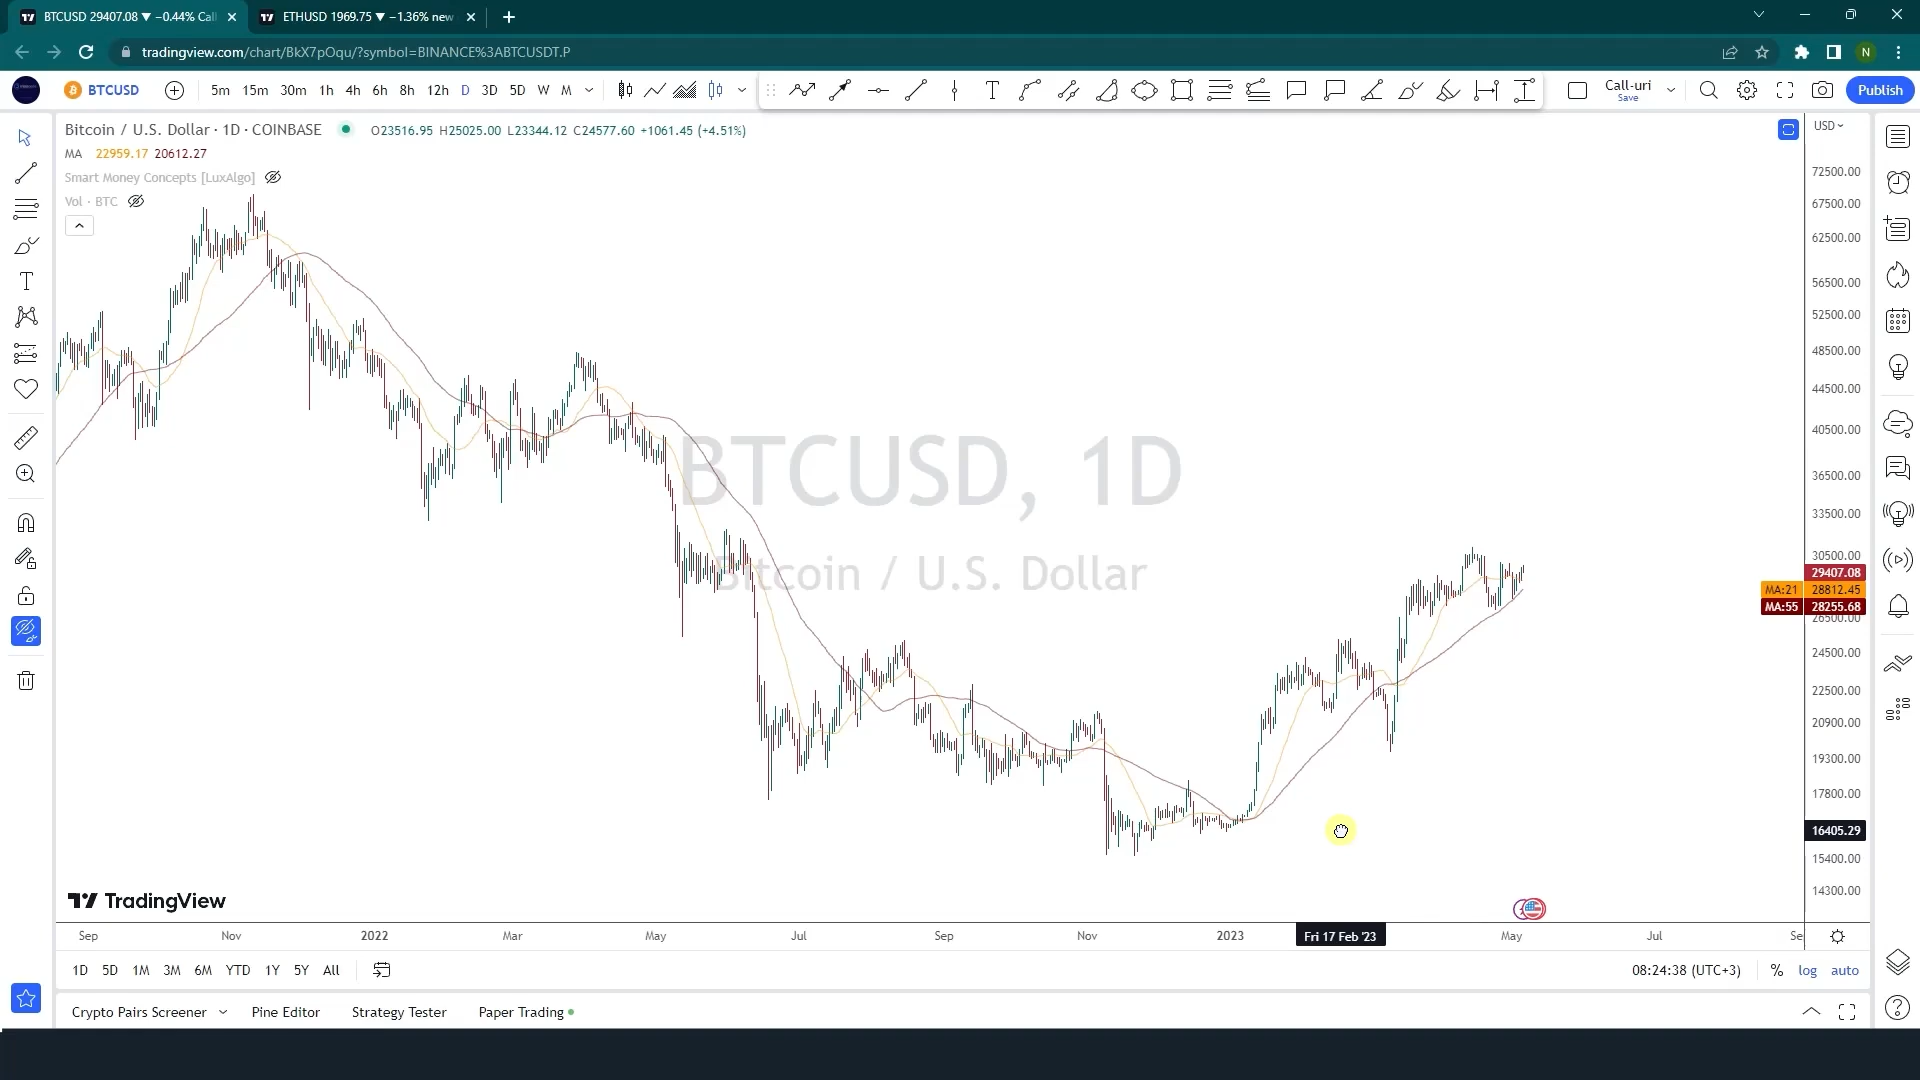 BTCUSD 29407.08 ▼ −0.44% Cal
ETHUSD 1969.75 ▼ −1.36% new
tradingview.com/chart/BkX7pOqu/?symbol=BINANCE%3ABTCUSDT.P
N
BTCUSD 5m 15m 30m 1h 4h 6h 8h 12h D 3D 5D W M
Call-uri
Save
Publish
Bitcoin / U.S. Dollar · 1D · COINBASE O23516.95 H25025.00 L23344.12 C24577.60 +1061.45 (+4.51%)
MA 22959.17 20612.27
Smart Money Concepts [LuxAlgo]
Vol · BTC
BTCUSD, 1D
Bitcoin / U.S. Dollar
USD
72500.00
67500.00
62500.00
56500.00
52500.00
48500.00
44500.00
40500.00
36500.00
33500.00
30500.00
29407.08
MA:21 28812.45
MA:55 28255.68
26500.00
24500.00
22500.00
20900.00
19300.00
17800.00
16405.29
15400.00
14300.00
TradingView
Sep Nov 2022 Mar May Jul Sep Nov 2023 Fri 17 Feb '23 May Jul Se
1D 5D 1M 3M 6M YTD 1Y 5Y All
08:24:38 (UTC+3) % log auto
Crypto Pairs Screener Pine Editor Strategy Tester Paper Trading